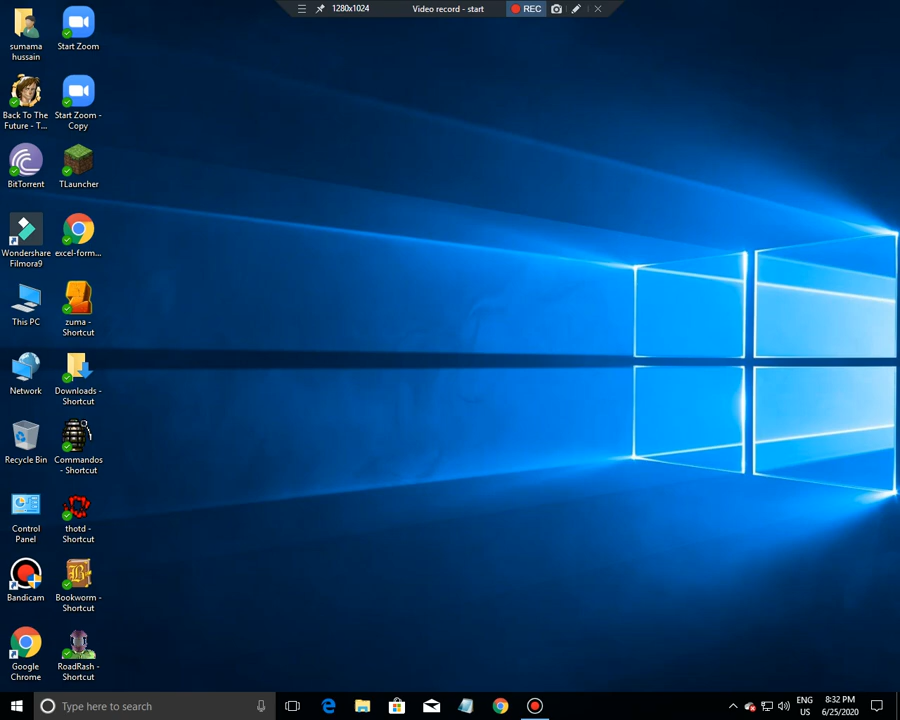 1280x1024
Video record - start
REC
sumama
hussain
Start Zoom
Back To The
Future - T...
Start Zoom -
Copy
BitTorrent
TLauncher
Wondershare
Filmora9
excel-form...
This PC
zuma -
Shortcut
Network
Downloads -
Shortcut
Recycle Bin
Commandos
- Shortcut
Control
Panel
thotd -
Shortcut
Bandicam
Bookworm -
Shortcut
Google
Chrome
RoadRash -
Shortcut
Type here to search
ENG
US
8:32 PM
6/25/2020